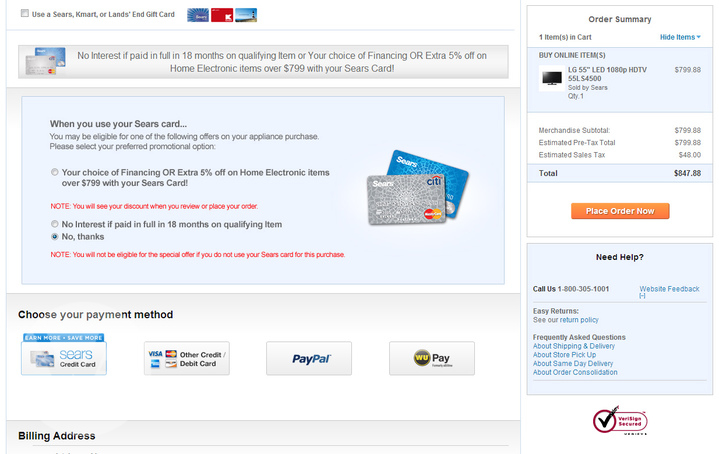 Use a Sears, Kmart, or Lands' End Gift Card
No Interest if paid in full in 18 months on qualifying Item or Your choice of Financing OR Extra 5% off on
Home Electronic items over $799 with your Sears Card!
When you use your Sears card...
You may be eligible for one of the following offers on your appliance purchase.
Please select your preferred promotional option:
Your choice of Financing OR Extra 5% off on Home Electronic items
over $799 with your Sears Card!
NOTE: You will see your discount when you review or place your order.
No Interest if paid in full in 18 months on qualifying Item
No, thanks
NOTE: You will not be eligible for the special offer if you do not use your Sears card for this purchase.
Sears
Sears
citi
MasterCard
Choose your payment method
EARN MORE • SAVE MORE
sears
Credit Card
VISA
Other Credit /
Debit Card
PayPal
WU Pay
Billing Address
Order Summary
1 Item(s) in Cart
Hide Items
BUY ONLINE ITEM(S)
LG 55" LED 1080p HDTV
55LS4500
$799.88
Sold by Sears
Qty.1
Merchandise Subtotal: $799.88
Estimated Pre-Tax Total $799.88
Estimated Sales Tax $48.00
Total $847.88
Place Order Now
Need Help?
Call Us 1-800-305-1001
Website Feedback
[-]
Easy Returns:
See our return policy
Frequently Asked Questions
About Shipping & Delivery
About Store Pick Up
About Same Day Delivery
About Order Consolidation
VeriSign
Secured